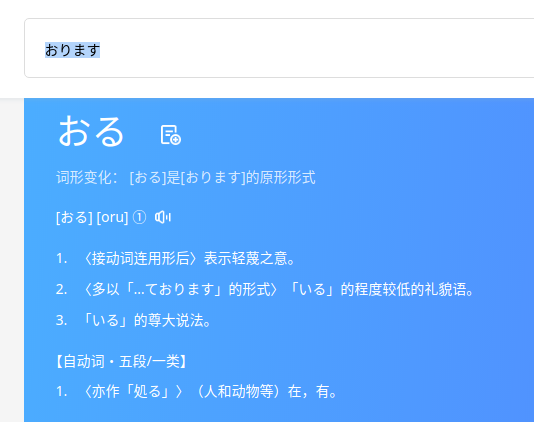 おります
おる
词形变化： [おる]是[おります]的原形形式
[おる] [oru] ①
1. 〈接动词连用形后〉表示轻蔑之意。
2. 〈多以「...ております」的形式〉「いる」的程度较低的礼貌语。
3. 「いる」的尊大说法。
【自动词・五段/一类】
1. 〈亦作「処る」〉（人和动物等）在，有。